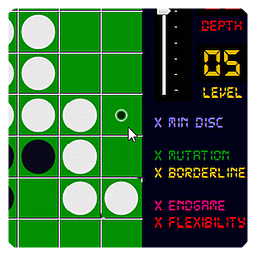 DEPTH
05
LEVEL
X MIN DISC
X MUTATION
X BORDERLINE
X ENDGAME
X FLEXIBILITY